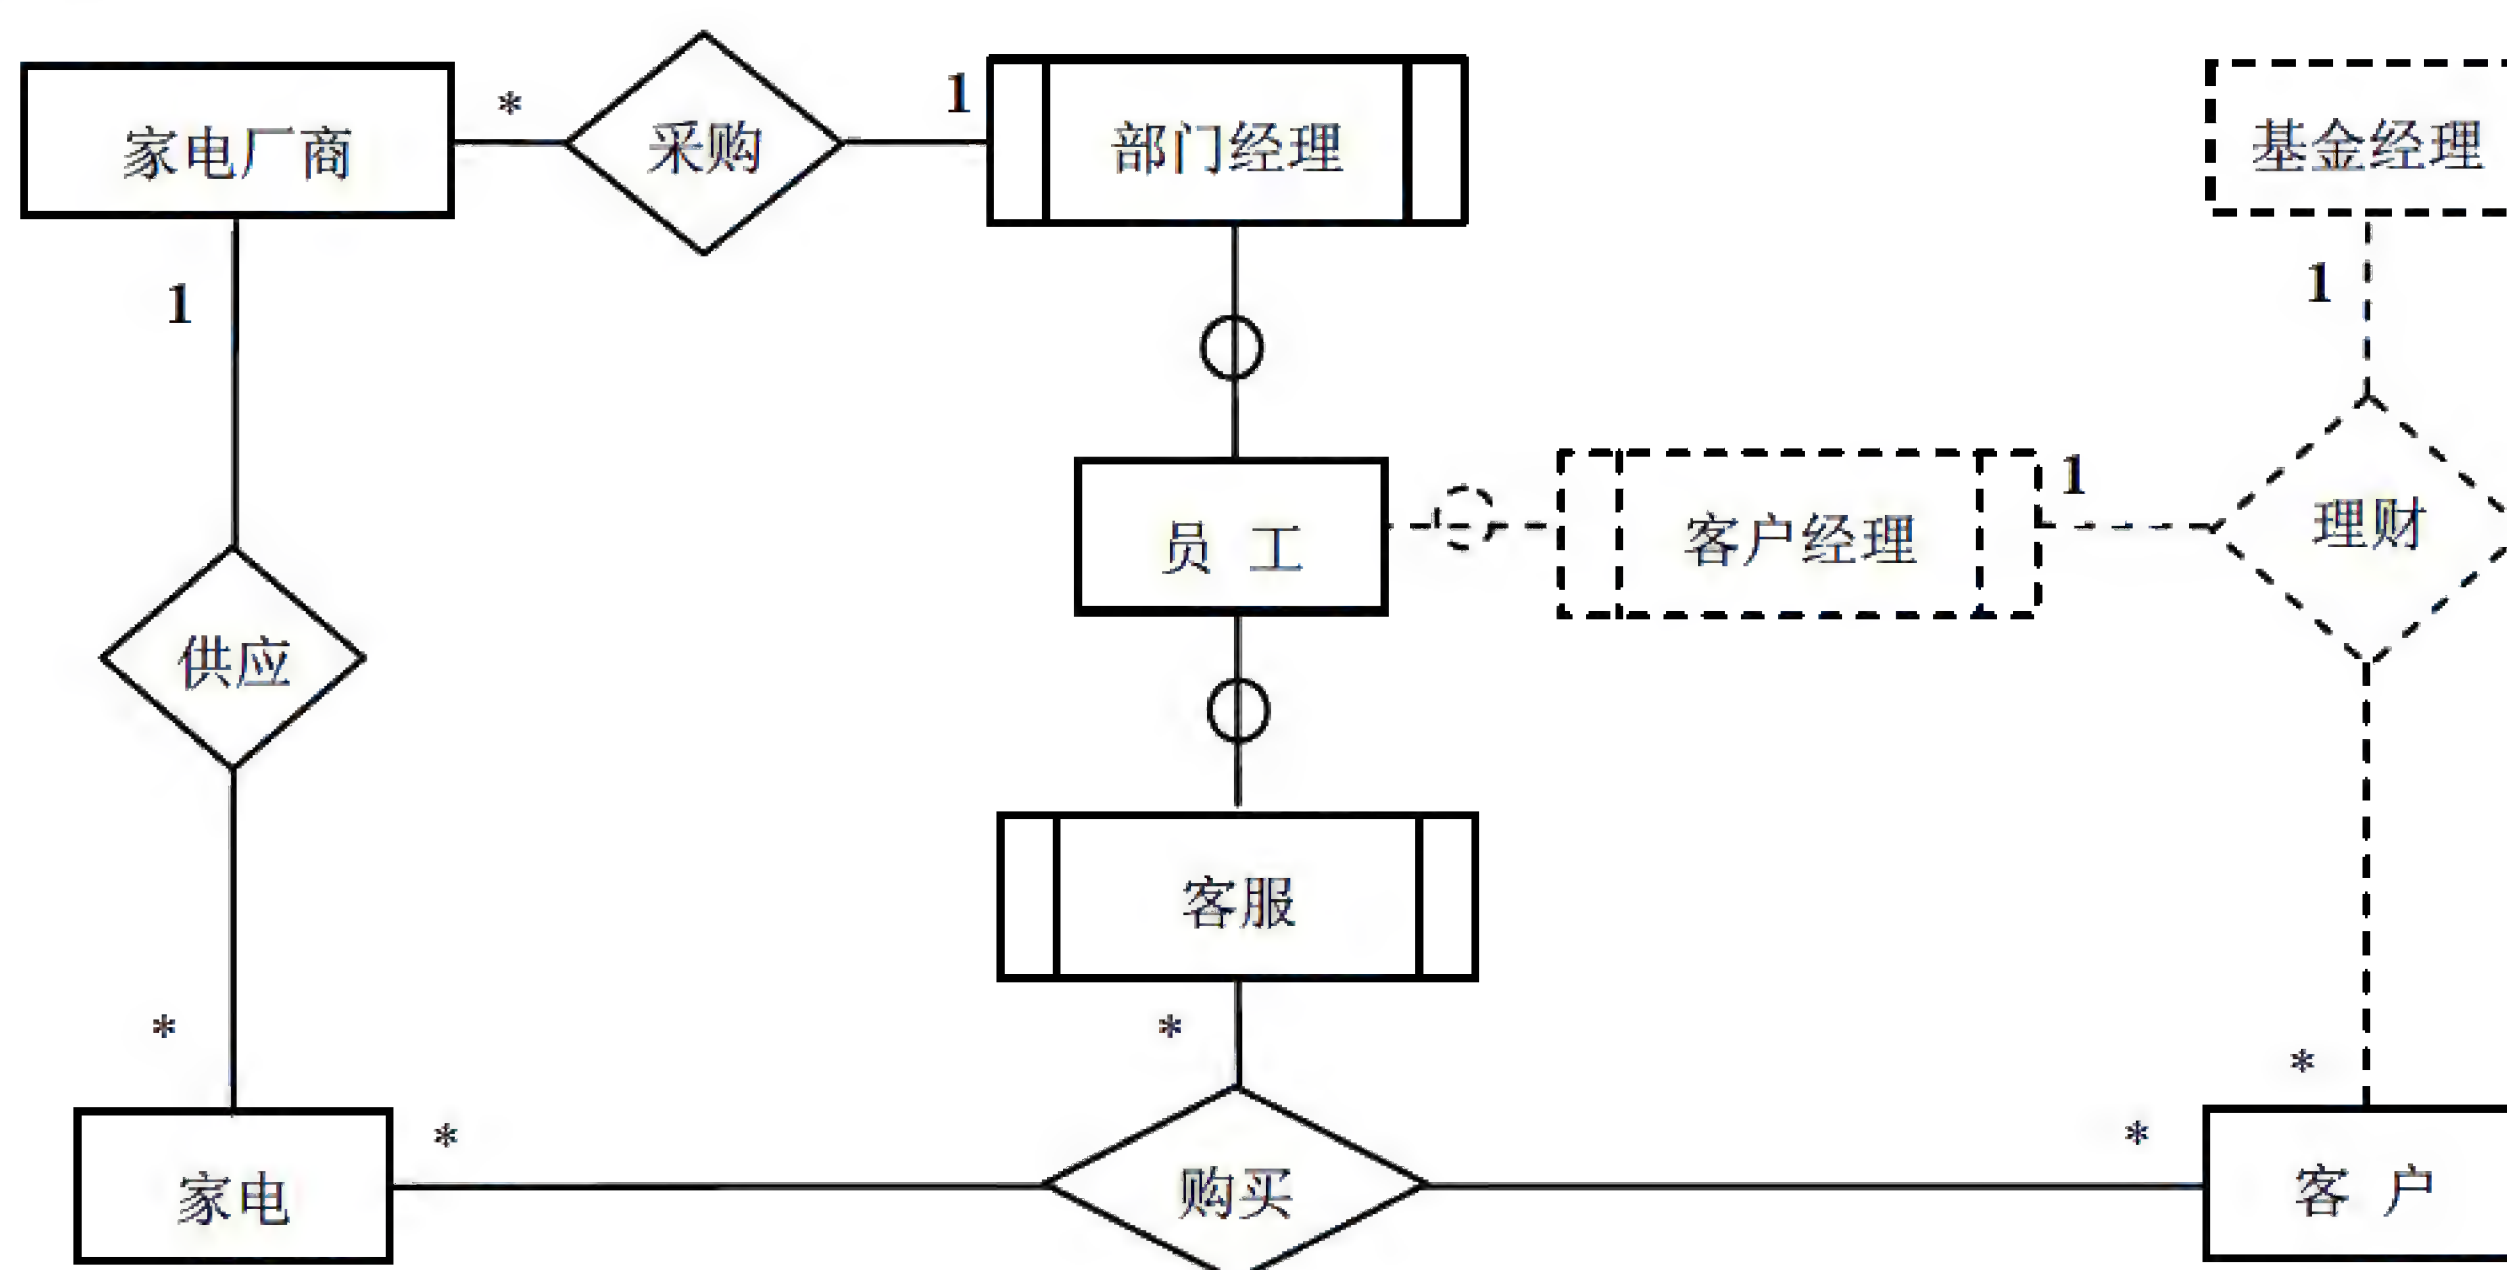 家电厂商
*
采购
1
部门经理
基金经理
1
1
员 工
客户经理
1
理财
供应
客服
*
*
*
家电
*
购买
*
客 户